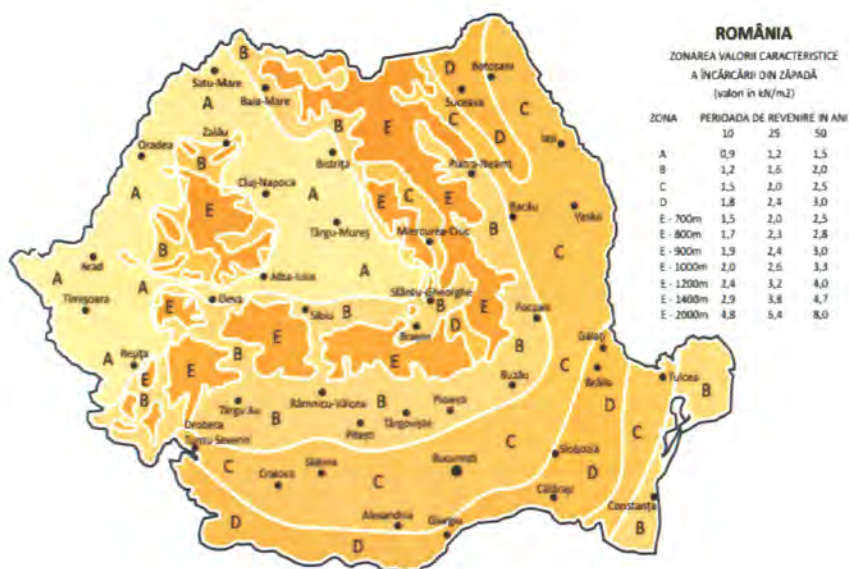 ROMÂNIA
ZONAREA VALORII CARACTERISTICE
A ÎNCĂRCĂRII DIN ZĂPADĂ
(valori in kN/m2)
ZONA PERIOADA DE REVENIRE IN ANI
10 25 50
A 0,9 1,2 1,5
B 1,2 1,6 2,0
C 1,5 2,0 2,5
D 1,8 2,4 3,0
E - 700m 1,5 2,0 2,5
E - 800m 1,7 2,3 2,8
E - 900m 1,9 2,4 3,0
E - 1000m 2,0 2,6 3,3
E - 1200m 2,4 3,2 4,0
E - 1400m 2,9 3,8 4,7
E - 2000m 4,8 6,4 8,0
B
D
Botoșani
Satu-Mare
A
Baia-Mare
E
Suceava
C
C
D
Zalău
B
B
E
Iași
Oradea
Bistrița
Piatra-Neamț
Cluj-Napoca
A
E
C
E
A
E
Bacău
Vaslui
Târgu-Mureș
Miercurea-Ciuc
B
B
C
A
Arad
A
Alba-Iulia
A
Timișoara
E
Deva
Sibiu
B
Sfântu-Gheorghe
B
D
E
Focșani
Brașov
Reșița
A
E
B
E
E
E
B
B
Galați
C
Brăila
Tulcea
B
Buzău
D
Târgu Jiu
Râmnicu-Vâlcea
B
Ploiești
B
Târgoviște
Pitești
Drobeta
Turnu Severin
C
C
Slobozia
C
Craiova
Slatina
C
București
D
Călărași
Constanța
B
D
Alexandria
Giurgiu
D